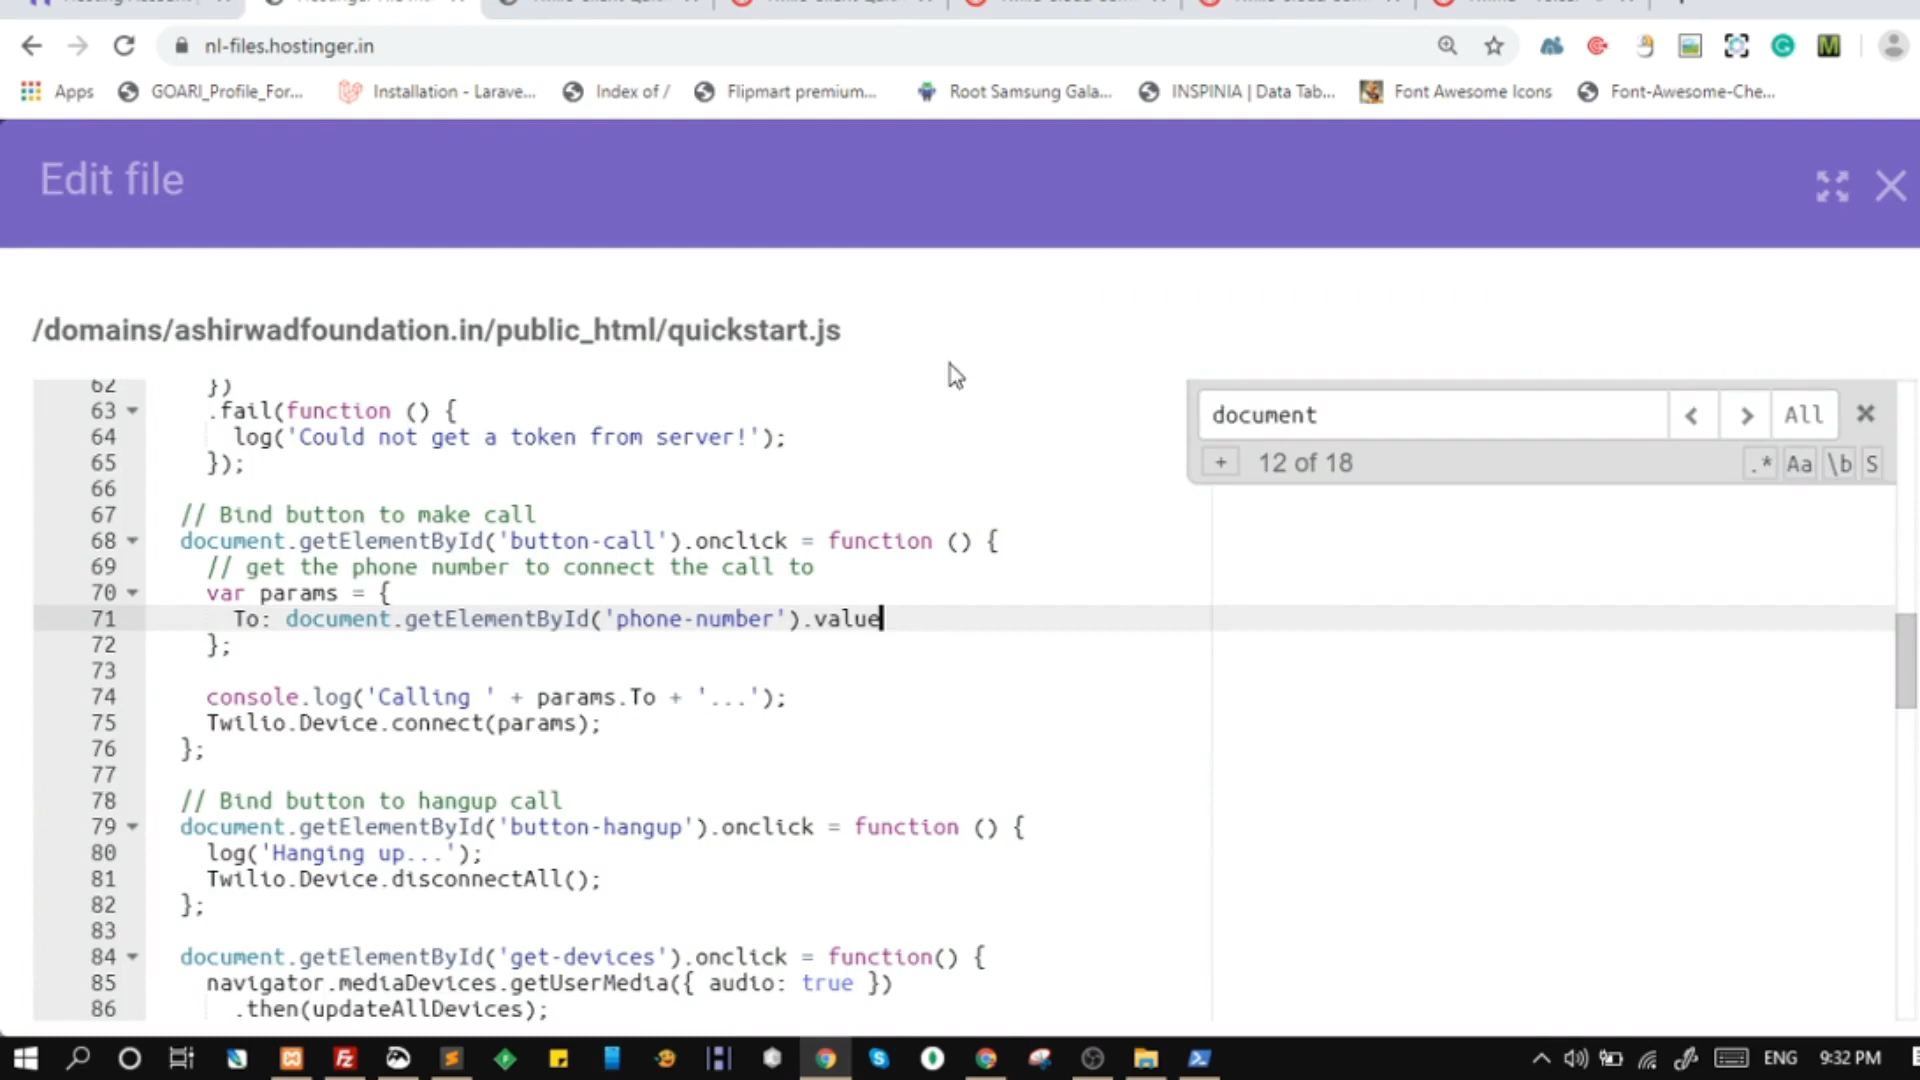 nl-files.hostinger.in
Apps
GOARI_Profile_For...
Installation - Larave...
Index of /
Flipmart premium...
Root Samsung Gala...
INSPINIA | Data Tab...
Font Awesome Icons
Font-Awesome-Che...
Edit file
/domains/ashirwadfoundation.in/public_html/quickstart.js
document
All
+
12 of 18
.*
Aa
\b
S
62 })
63 .fail(function () {
64 log('Could not get a token from server!');
65 });
66
67 // Bind button to make call
68 document.getElementById('button-call').onclick = function () {
69 // get the phone number to connect the call to
70 var params = {
71 To: document.getElementById('phone-number').value
72 };
73
74 console.log('Calling ' + params.To + '...');
75 Twilio.Device.connect(params);
76 };
77
78 // Bind button to hangup call
79 document.getElementById('button-hangup').onclick = function () {
80 log('Hanging up...');
81 Twilio.Device.disconnectAll();
82 };
83
84 document.getElementById('get-devices').onclick = function() {
85 navigator.mediaDevices.getUserMedia({ audio: true })
86 .then(updateAllDevices);
ENG
9:32 PM